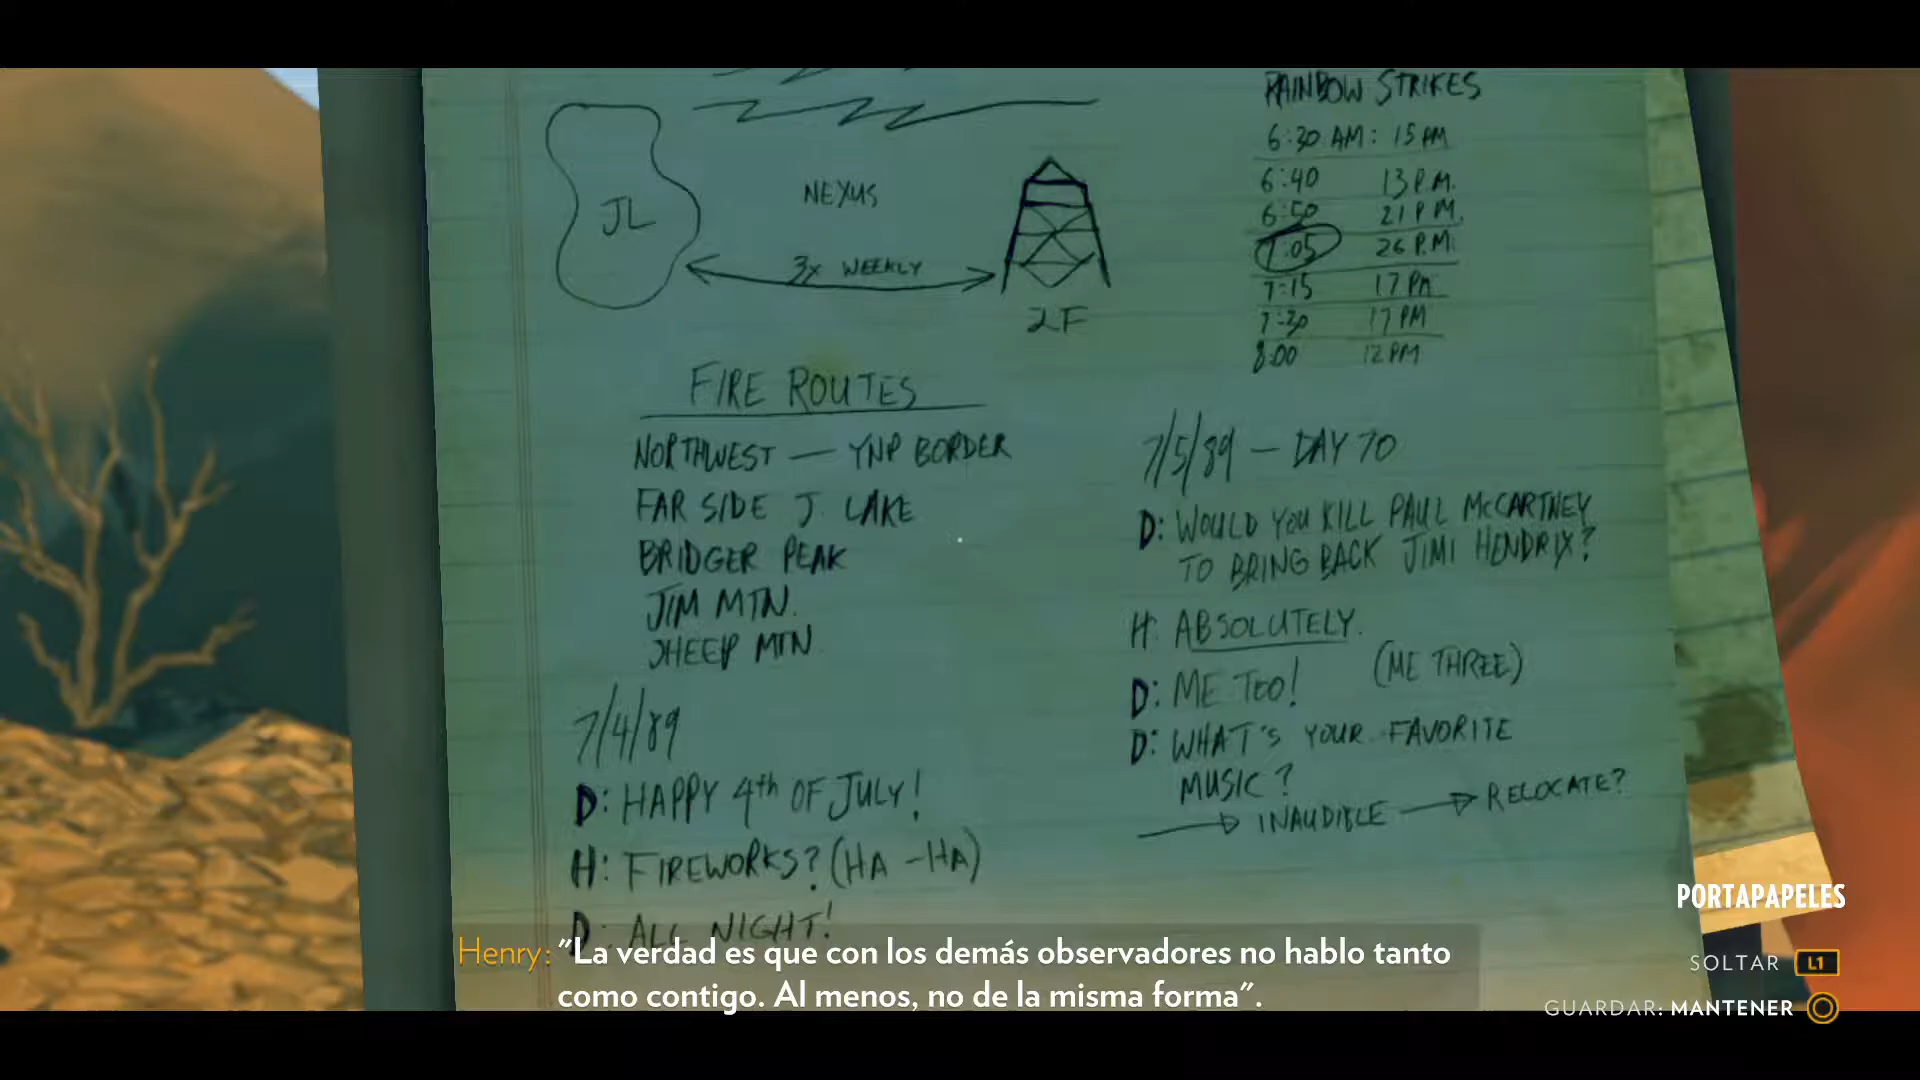 RAINBOW STRIKES
6:30 AM: 15 PM
6:40 13 P.M.
6:50 21 P.M.
7:05 26 P.M.
7:15 17 PM
7:30 17 PM
8:00 12 PM
JL
NEXUS
3x WEEKLY
2F
FIRE ROUTES
NORTHWEST — YNP BORDER
FAR SIDE J. LAKE
BRIDGER PEAK
JIM MTN.
SHEEP MTN
7/4/89
D: HAPPY 4th OF JULY!
H: FIREWORKS? (HA-HA)
D: ALL NIGHT!
7/5/89 — DAY 70
D: WOULD YOU KILL PAUL McCARTNEY
TO BRING BACK JIMI HENDRIX?
H: ABSOLUTELY.
D: ME TOO! (ME THREE)
D: WHAT'S YOUR FAVORITE
MUSIC?
→ INAUDIBLE → RELOCATE?
PORTAPAPELES
SOLTAR L1
GUARDAR: MANTENER
Henry: "La verdad es que con los demás observadores no hablo tanto
como contigo. Al menos, no de la misma forma".